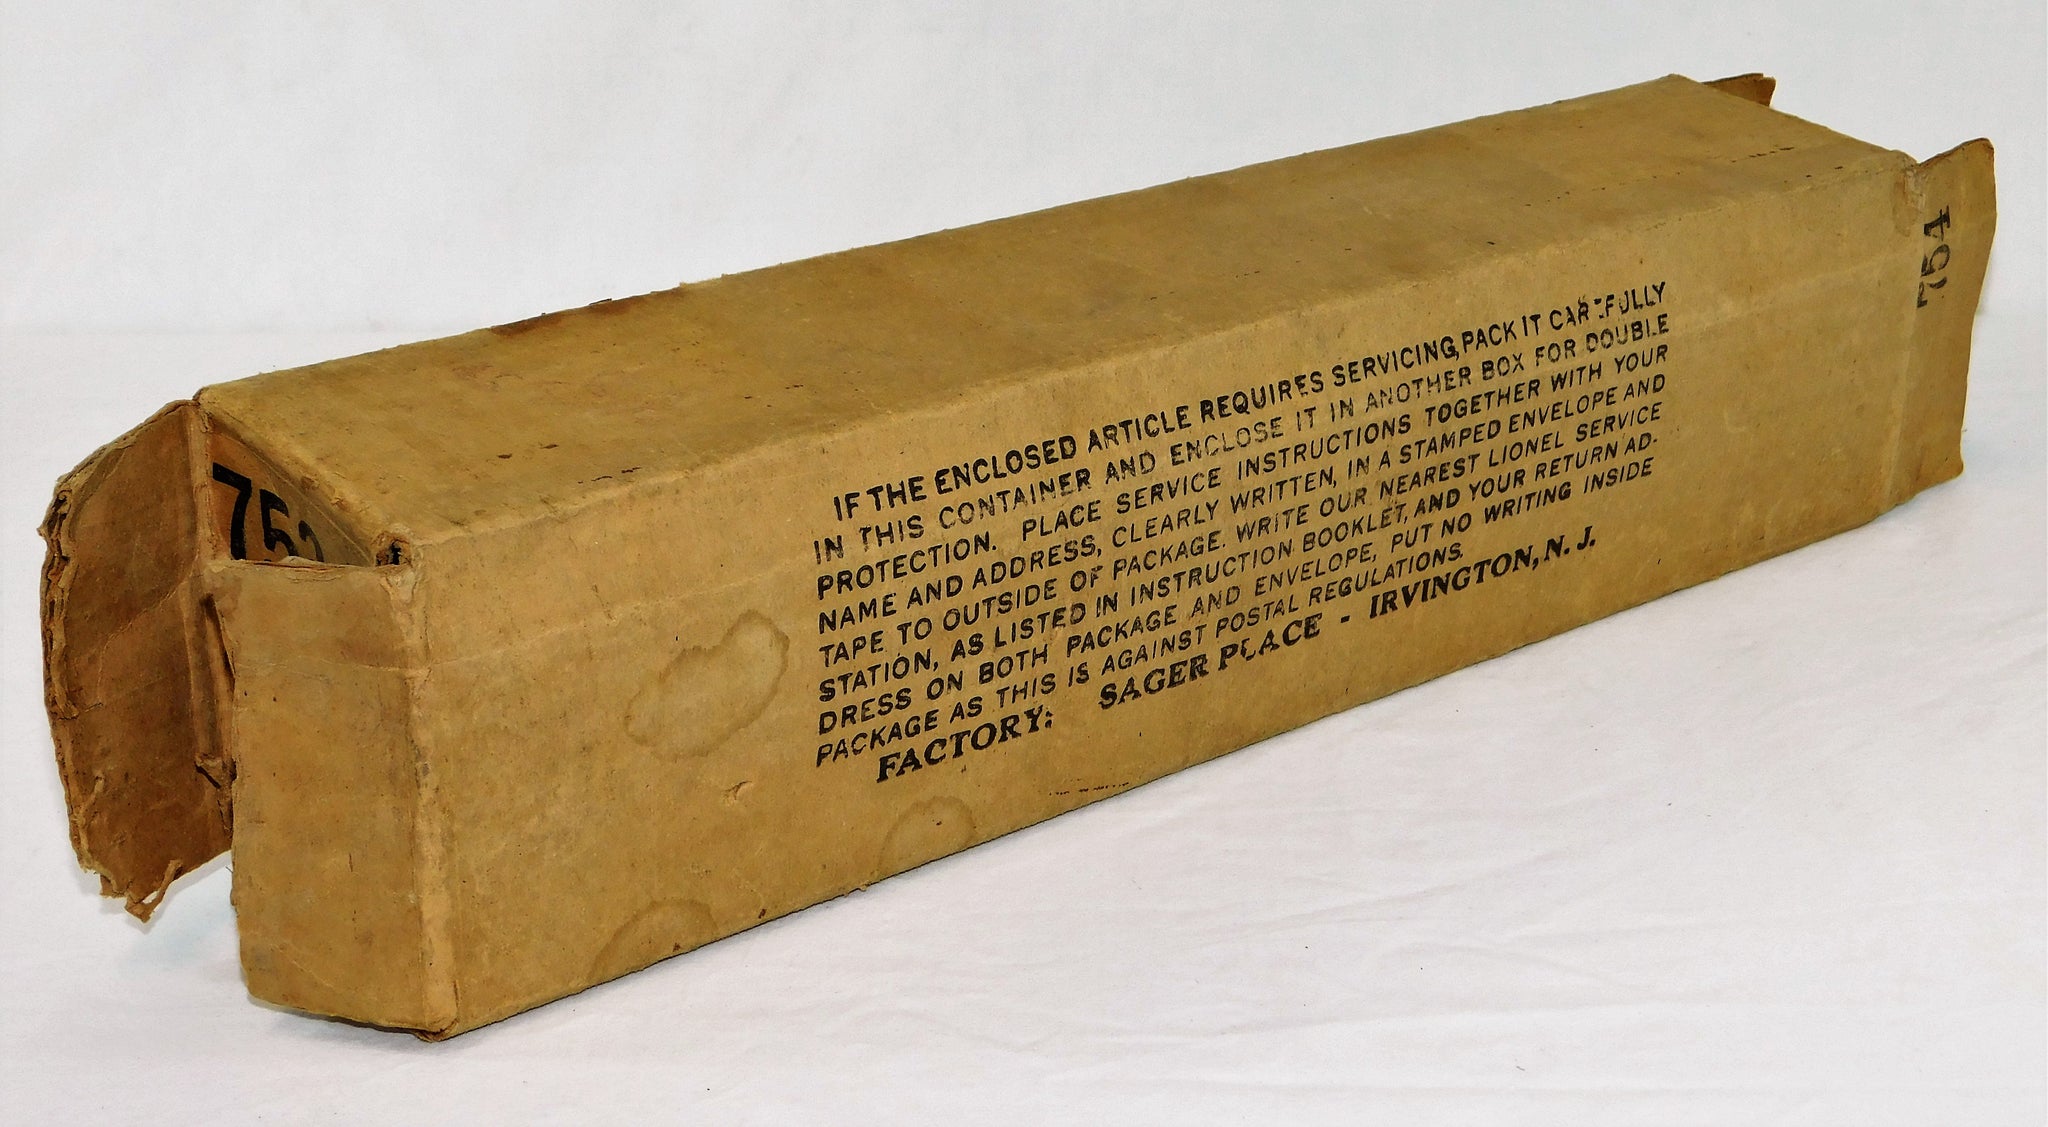 IF THE ENCLOSED ARTICLE REQUIRES SERVICING, PACK IT CAREFULLY
IN THIS CONTAINER AND ENCLOSE IT IN ANOTHER BOX FOR DOUBLE
PROTECTION. PLACE SERVICE INSTRUCTIONS TOGETHER WITH YOUR
NAME AND ADDRESS, CLEARLY WRITTEN, IN A STAMPED ENVELOPE AND
TAPE TO OUTSIDE OF PACKAGE. WRITE OUR NEAREST LIONEL SERVICE
STATION, AS LISTED IN INSTRUCTION BOOKLET, AND YOUR RETURN AD-
DRESS ON BOTH PACKAGE AND ENVELOPE, PUT NO WRITING INSIDE
PACKAGE AS THIS IS AGAINST POSTAL REGULATIONS.
FACTORY: SAGER PLACE - IRVINGTON, N. J.
754